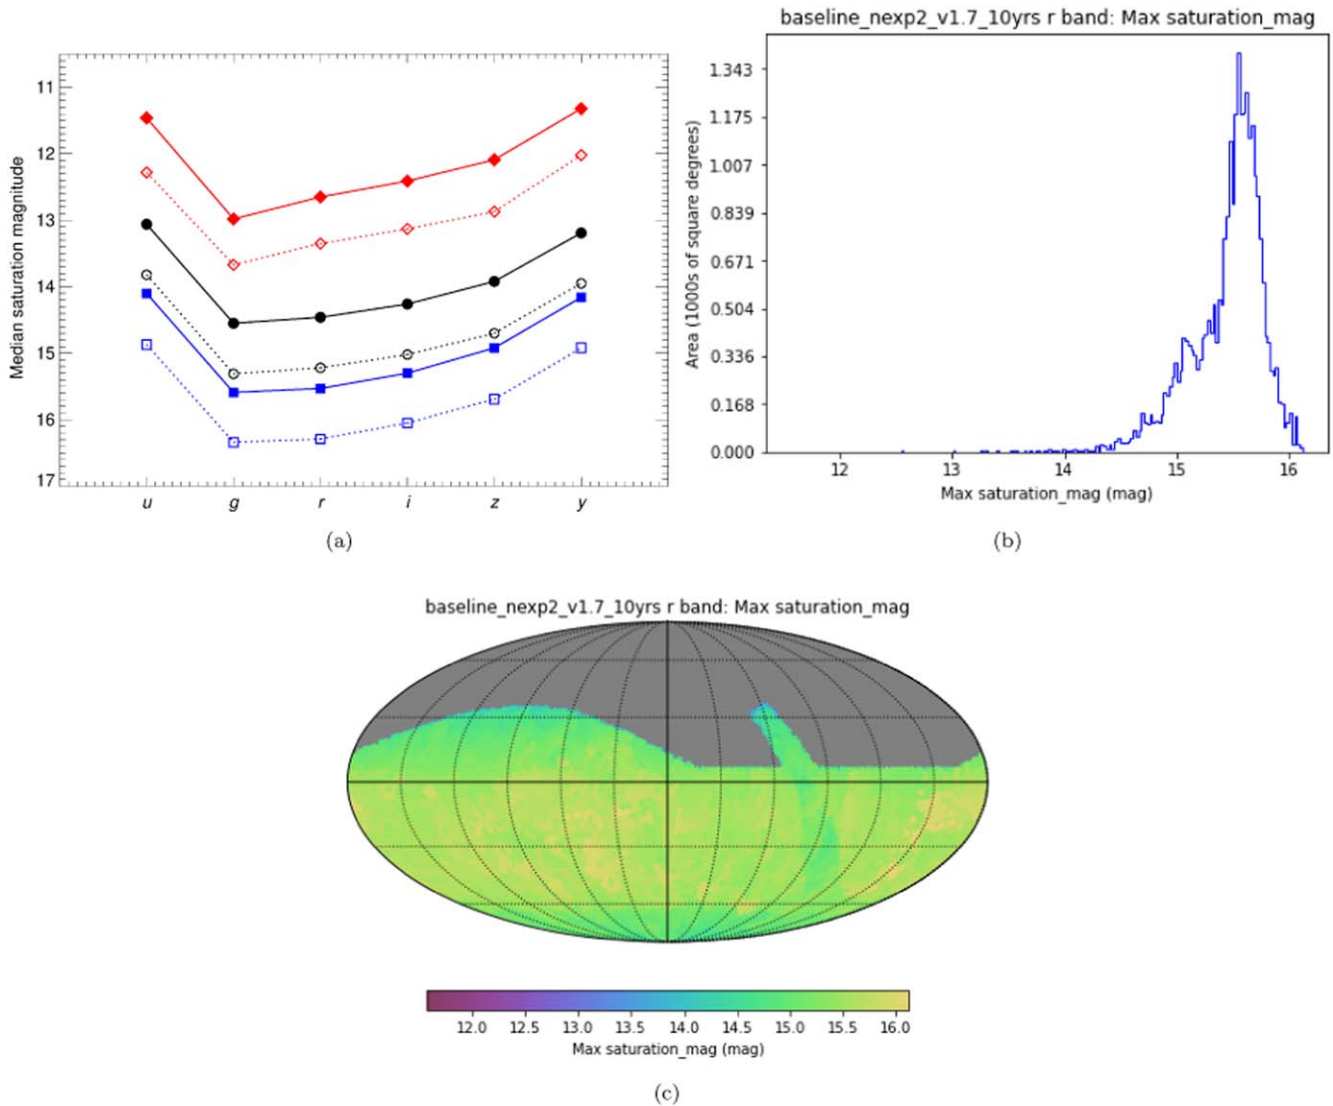 baseline_nexp2_v1.7_10yrs r band: Max saturation_mag
Median saturation magnitude
11
12
13
14
15
16
17
u g r i z y
(a)
Area (1000s of square degrees)
1.343
1.175
1.007
0.839
0.671
0.504
0.336
0.168
0.000
12 13 14 15 16
Max saturation_mag (mag)
(b)
baseline_nexp2_v1.7_10yrs r band: Max saturation_mag
12.0 12.5 13.0 13.5 14.0 14.5 15.0 15.5 16.0
Max saturation_mag (mag)
(c)